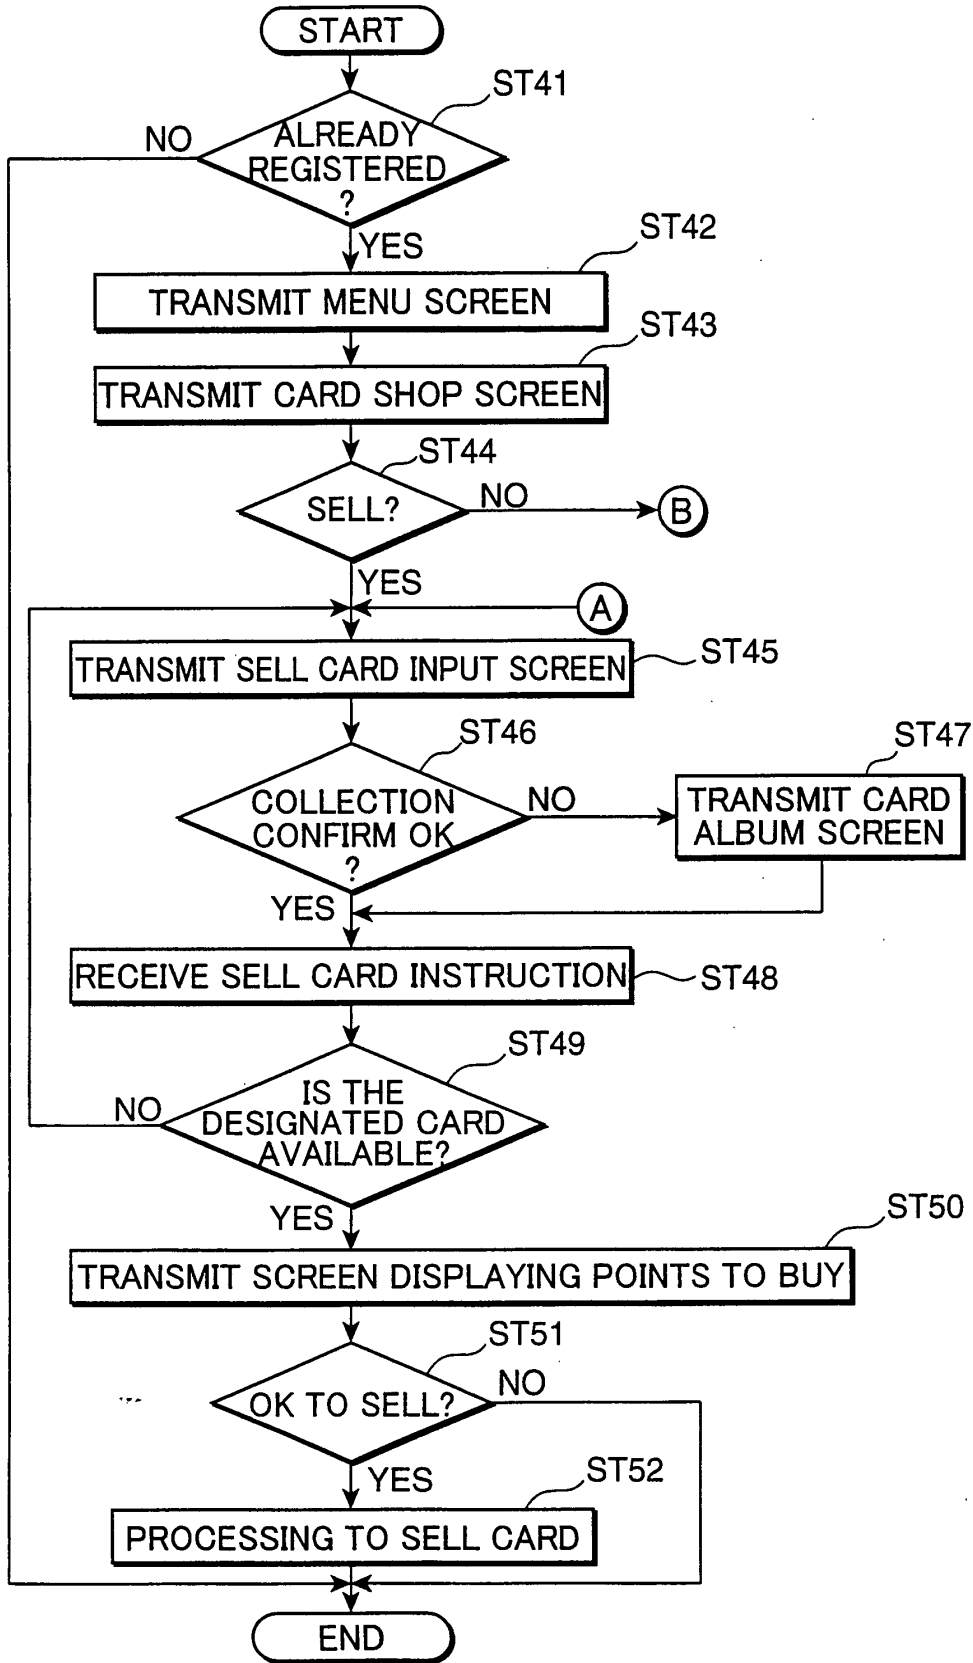 START
ST41
NO
ALREADY
REGISTERED
?
YES
ST42
TRANSMIT MENU SCREEN
ST43
TRANSMIT CARD SHOP SCREEN
ST44
SELL?
NO
B
YES
A
TRANSMIT SELL CARD INPUT SCREEN
ST45
ST46
ST47
COLLECTION
CONFIRM OK
?
NO
TRANSMIT CARD
ALBUM SCREEN
YES
RECEIVE SELL CARD INSTRUCTION
ST48
ST49
NO
IS THE
DESIGNATED CARD
AVAILABLE?
YES
ST50
TRANSMIT SCREEN DISPLAYING POINTS TO BUY
ST51
OK TO SELL?
NO
YES
ST52
PROCESSING TO SELL CARD
END